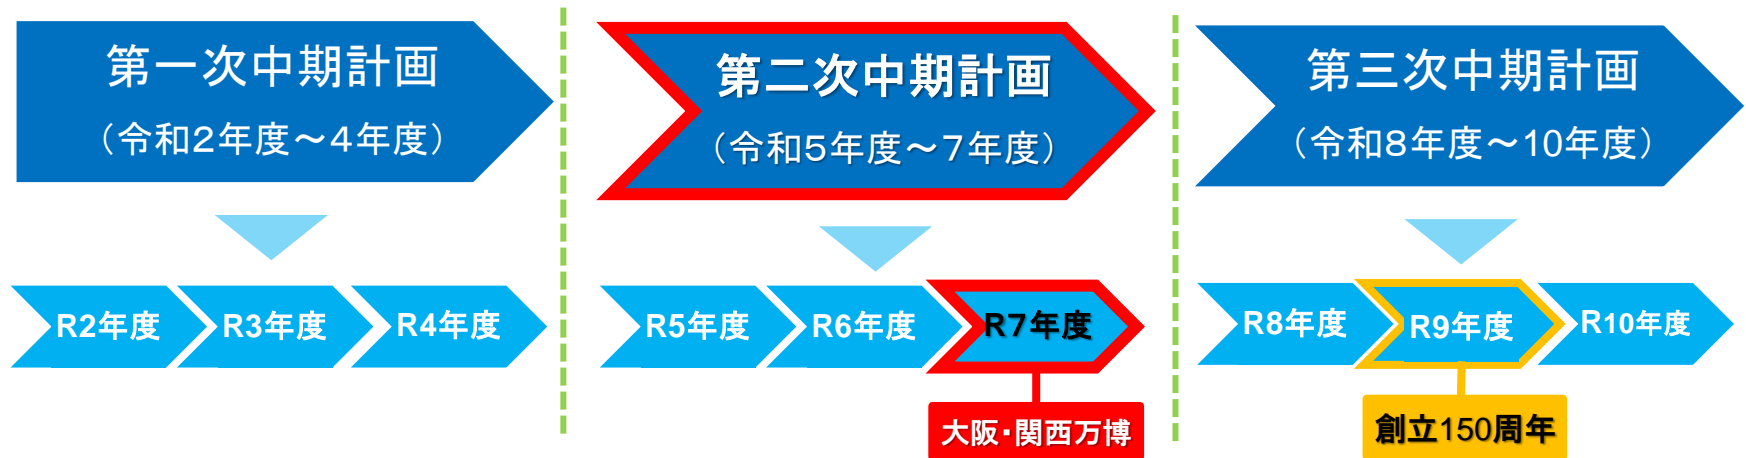 第一次中期計画
（令和２年度～４年度）
第二次中期計画
（令和５年度～７年度）
第三次中期計画
（令和８年度～10年度）
R2年度
R3年度
R4年度
R5年度
R6年度
R７年度
R8年度
R9年度
R10年度
大阪・関西万博
創立150周年